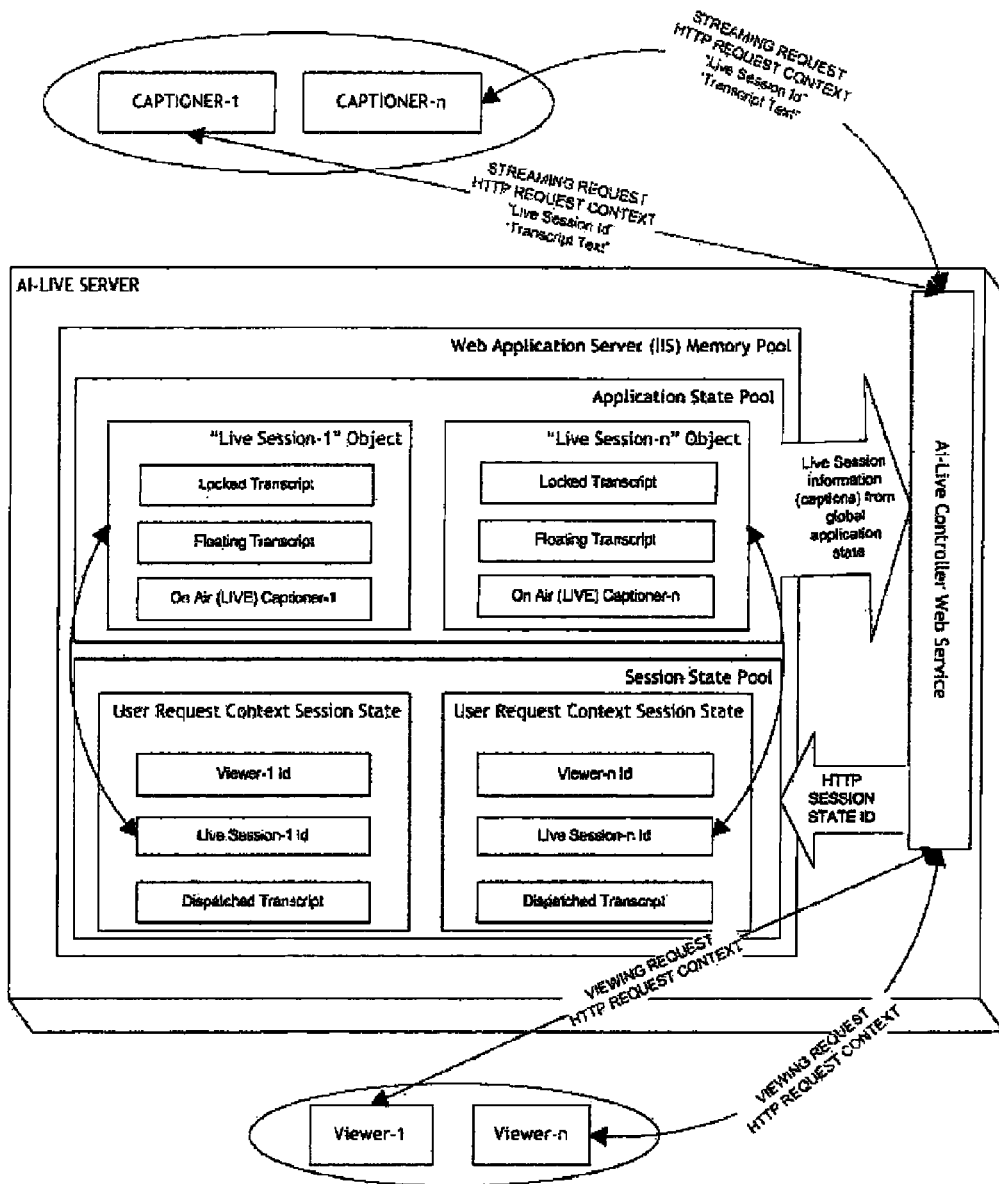 STREAMING REQUEST
HTTP REQUEST CONTEXT
"Live Session Id"
"Transcript Text"
CAPTIONER-1
CAPTIONER-n
STREAMING REQUEST
HTTP REQUEST CONTEXT
"Live Session Id"
"Transcript Text"
AI-LIVE SERVER
Web Application Server (IIS) Memory Pool
Application State Pool
"Live Session-1" Object
Locked Transcript
Floating Transcript
On Air (LIVE) Captioner-1
"Live Session-n" Object
Locked Transcript
Floating Transcript
On Air (LIVE) Captioner-n
Live Session
information
(captions) from
global
application
state
Ai-Live Controller Web Service
Session State Pool
User Request Context Session State
Viewer-1 Id
Live Session-1 Id
Dispatched Transcript
User Request Context Session State
Viewer-n Id
Live Session-n Id
Dispatched Transcript
HTTP
SESSION
STATE ID
VIEWING REQUEST
HTTP REQUEST CONTEXT
VIEWING REQUEST
HTTP REQUEST CONTEXT
Viewer-1
Viewer-n